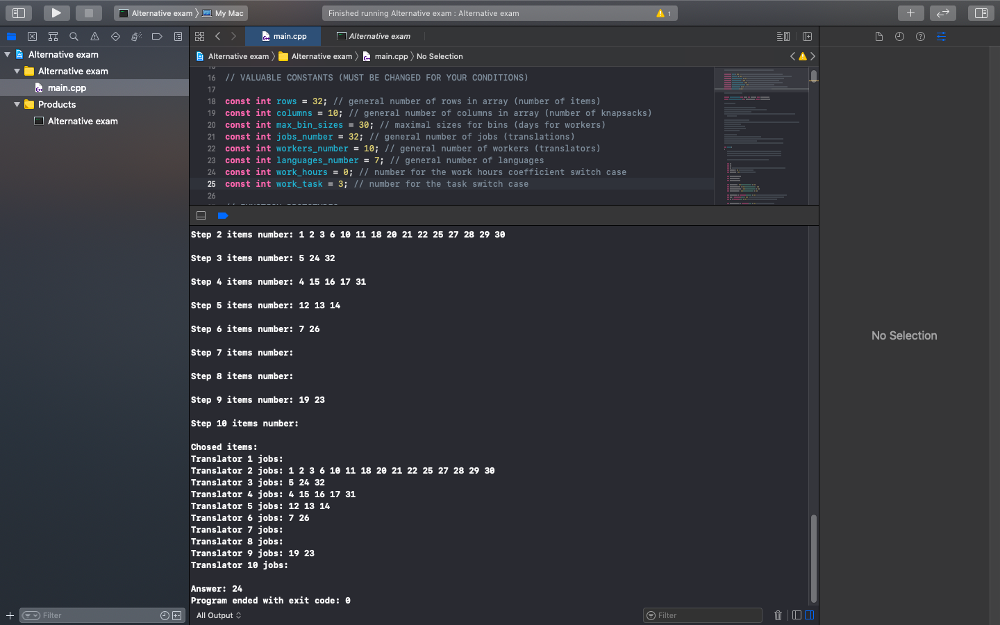 Alternative exam 〉 My Mac
Finished running Alternative exam : Alternative exam
1
main.cpp
Alternative exam
Alternative exam 〉 Alternative exam 〉 main.cpp 〉 No Selection
Alternative exam
Alternative exam
main.cpp
Products
Alternative exam
16 // VALUABLE CONSTANTS (MUST BE CHANGED FOR YOUR CONDITIONS)
17
18 const int rows = 32; // general number of rows in array (number of items)
19 const int columns = 10; // general number of columns in array (number of knapsacks)
20 const int max_bin_sizes = 30; // maximal sizes for bins (days for workers)
21 const int jobs_number = 32; // general number of jobs (translations)
22 const int workers_number = 10; // general number of workers (translators)
23 const int languages_number = 7; // general number of languages
24 const int work_hours = 0; // number for the work hours coefficient switch case
25 const int work_task = 3; // number for the task switch case
26
Step 2 items number: 1 2 3 6 10 11 18 20 21 22 25 27 28 29 30
Step 3 items number: 5 24 32
Step 4 items number: 4 15 16 17 31
Step 5 items number: 12 13 14
Step 6 items number: 7 26
Step 7 items number:
Step 8 items number:
Step 9 items number: 19 23
Step 10 items number:
Chosed items:
Translator 1 jobs:
Translator 2 jobs: 1 2 3 6 10 11 18 20 21 22 25 27 28 29 30
Translator 3 jobs: 5 24 32
Translator 4 jobs: 4 15 16 17 31
Translator 5 jobs: 12 13 14
Translator 6 jobs: 7 26
Translator 7 jobs:
Translator 8 jobs:
Translator 9 jobs: 19 23
Translator 10 jobs:
Answer: 24
Program ended with exit code: 0
No Selection
Filter
All Output
Filter